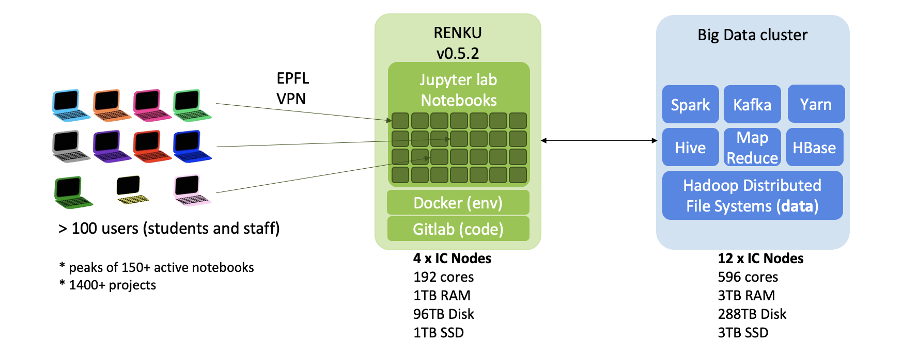 EPFL
VPN
> 100 users (students and staff)
* peaks of 150+ active notebooks
* 1400+ projects
RENKU
v0.5.2
Jupyter lab
Notebooks
Docker (env)
Gitlab (code)
4 x IC Nodes
192 cores
1TB RAM
96TB Disk
1TB SSD
Big Data cluster
Spark
Kafka
Yarn
Hive
Map
Reduce
HBase
Hadoop Distributed
File Systems (data)
12 x IC Nodes
596 cores
3TB RAM
288TB Disk
3TB SSD